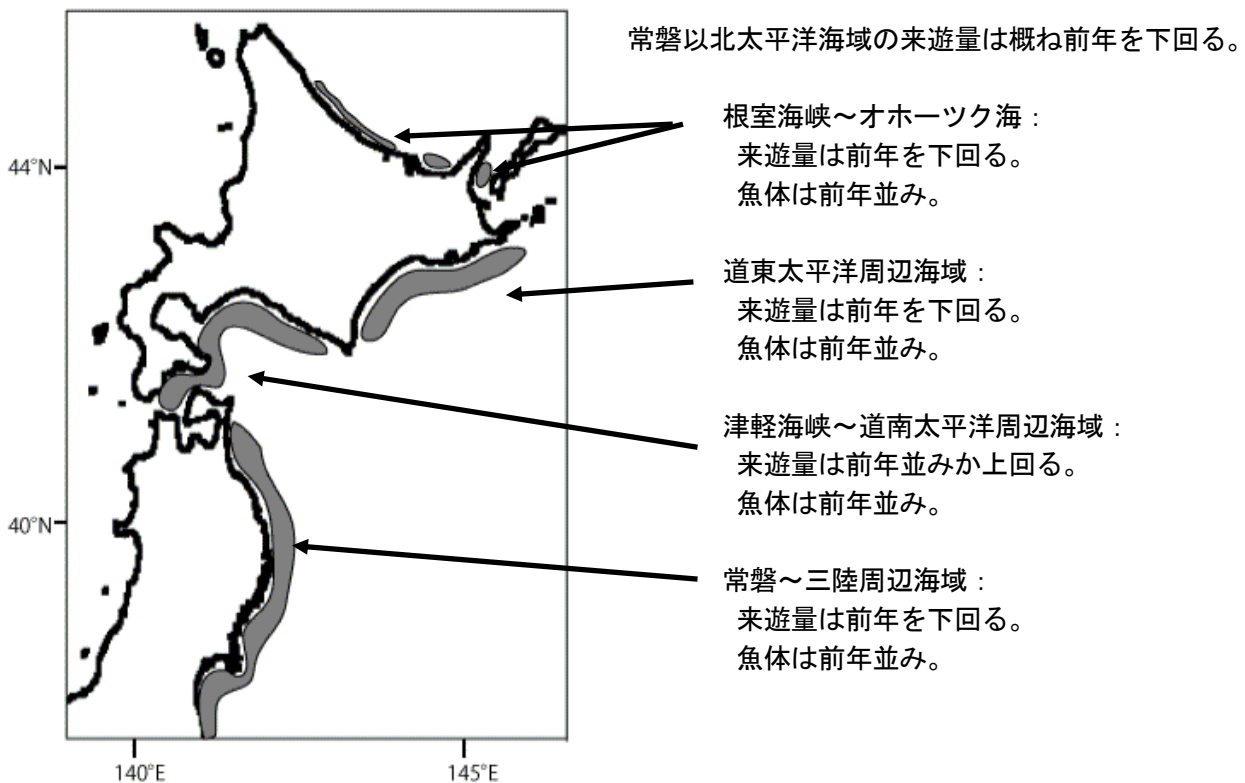 常磐以北太平洋海域の来遊量は概ね前年を下回る。
根室海峡～オホーツク海：
来遊量は前年を下回る。
魚体は前年並み。
道東太平洋周辺海域：
来遊量は前年を下回る。
魚体は前年並み。
津軽海峡～道南太平洋周辺海域：
来遊量は前年並みか上回る。
魚体は前年並み。
常磐～三陸周辺海域：
来遊量は前年を下回る。
魚体は前年並み。
44°N
40°N
140°E
145°E